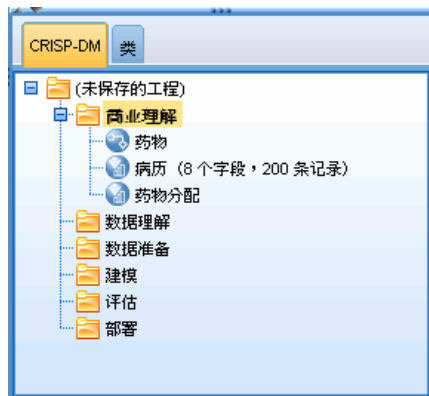 CRISP-DM 类
(未保存的工程)
商业理解
药物
病历 (8 个字段，200 条记录)
药物分配
数据理解
数据准备
建模
评估
部署